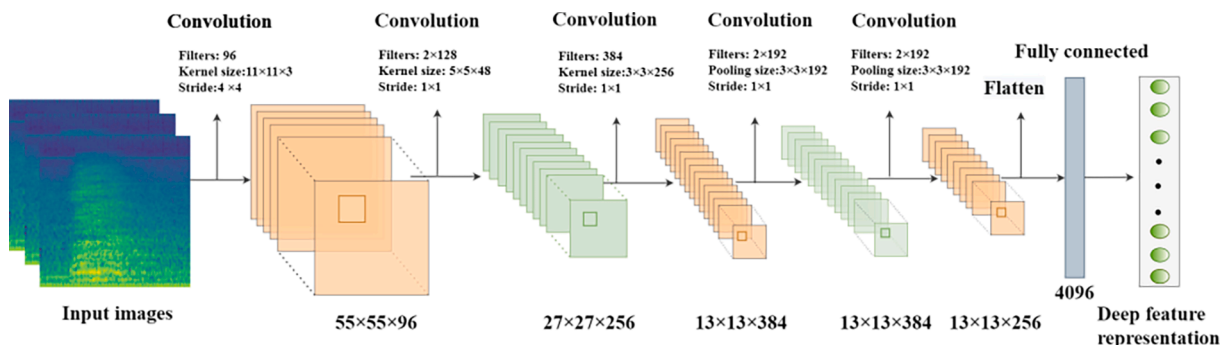 Convolution
Filters: 96
Kernel size:11×11×3
Stride:4 ×4
Convolution
Filters: 2×128
Kernel size: 5×5×48
Stride: 1×1
Convolution
Filters: 384
Kernel size:3×3×256
Stride: 1×1
Convolution
Filters: 2×192
Pooling size:3×3×192
Stride: 1×1
Convolution
Filters: 2×192
Pooling size:3×3×192
Stride: 1×1
Flatten
Fully connected
Input images
55×55×96
27×27×256
13×13×384
13×13×384
13×13×256
4096
Deep feature
representation